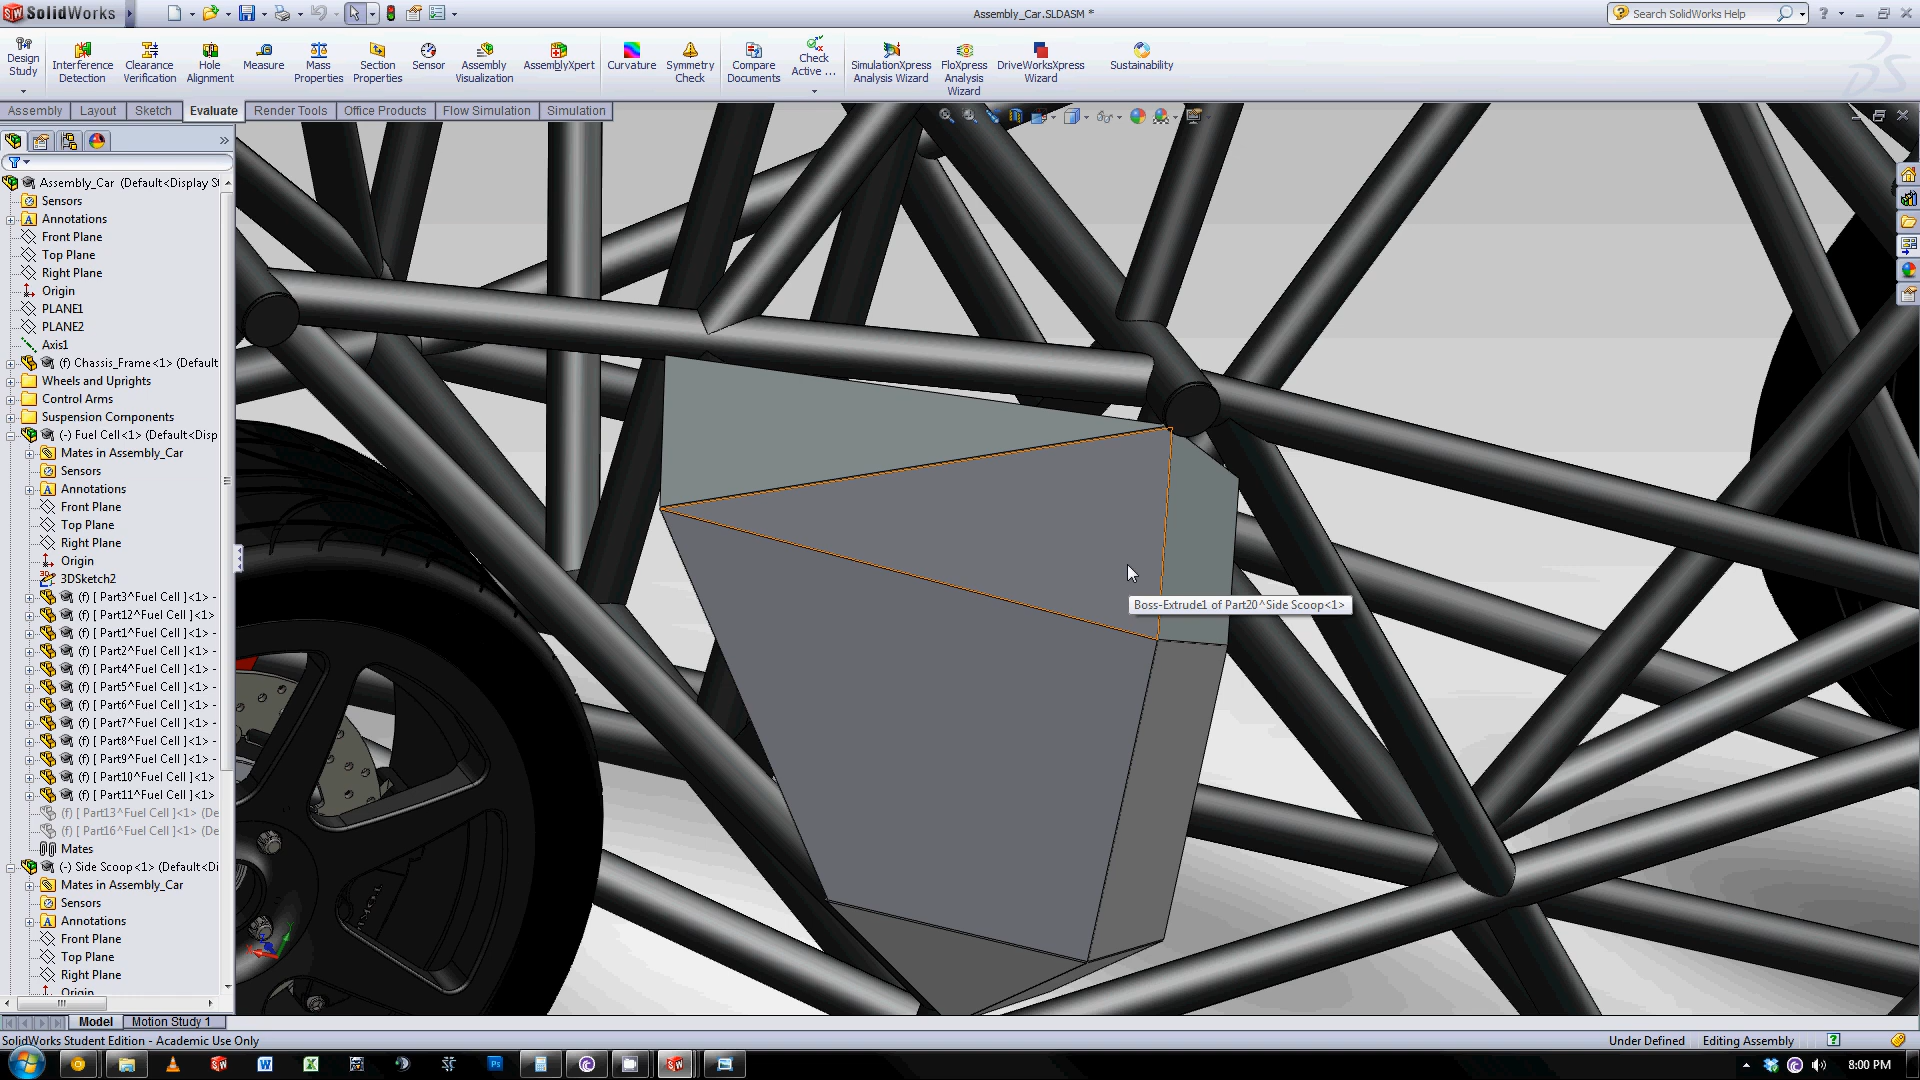 SolidWorks
Assembly_Car.SLDASM *
Search SolidWorks Help
Design Study
Interference Detection
Clearance Verification
Hole Alignment
Measure
Mass Properties
Section Properties
Sensor
Assembly Visualization
AssemblyXpert
Curvature
Symmetry Check
Compare Documents
Check Active ...
SimulationXpress Analysis Wizard
FloXpress Analysis Wizard
DriveWorksXpress Wizard
Sustainability
Assembly
Layout
Sketch
Evaluate
Render Tools
Office Products
Flow Simulation
Simulation
Assembly_Car (Default<Display St
Sensors
Annotations
Front Plane
Top Plane
Right Plane
Origin
PLANE1
PLANE2
Axis1
(f) Chassis_Frame<1> (Default
Wheels and Uprights
Control Arms
Suspension Components
(-) Fuel Cell<1> (Default<Disp
Mates in Assembly_Car
Sensors
Annotations
Front Plane
Top Plane
Right Plane
Origin
3DSketch2
(f) [ Part3^Fuel Cell ]<1> -
(f) [ Part12^Fuel Cell ]<1>
(f) [ Part1^Fuel Cell ]<1> -
(f) [ Part2^Fuel Cell ]<1> -
(f) [ Part4^Fuel Cell ]<1> -
(f) [ Part5^Fuel Cell ]<1> -
(f) [ Part6^Fuel Cell ]<1> -
(f) [ Part7^Fuel Cell ]<1> -
(f) [ Part8^Fuel Cell ]<1> -
(f) [ Part9^Fuel Cell ]<1> -
(f) [ Part10^Fuel Cell ]<1>
(f) [ Part11^Fuel Cell ]<1>
(f) [ Part13^Fuel Cell ]<1> (De
(f) [ Part16^Fuel Cell ]<1> (De
Mates
(-) Side Scoop<1> (Default<Di
Mates in Assembly_Car
Sensors
Annotations
Front Plane
Top Plane
Right Plane
Origin
Boss-Extrude1 of Part20^Side Scoop<1>
Model
Motion Study 1
SolidWorks Student Edition - Academic Use Only
Under Defined
Editing Assembly
8:00 PM